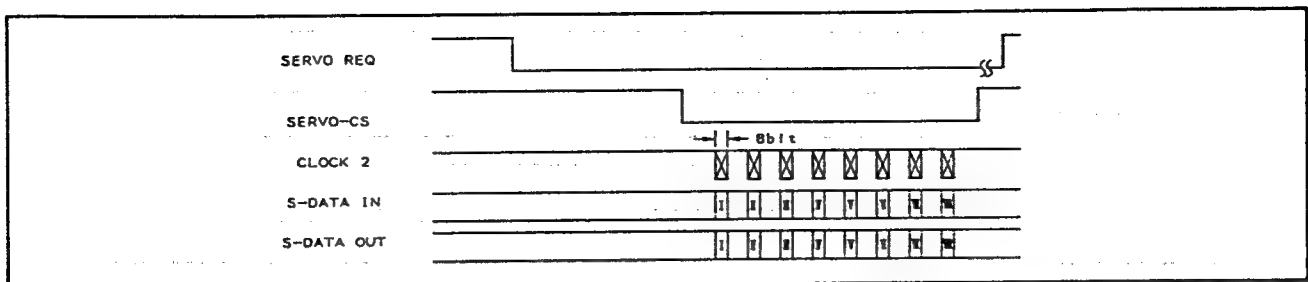 SERVO REQ
SERVO-CS
8bit
CLOCK 2
S-DATA IN
I
S-DATA OUT
I